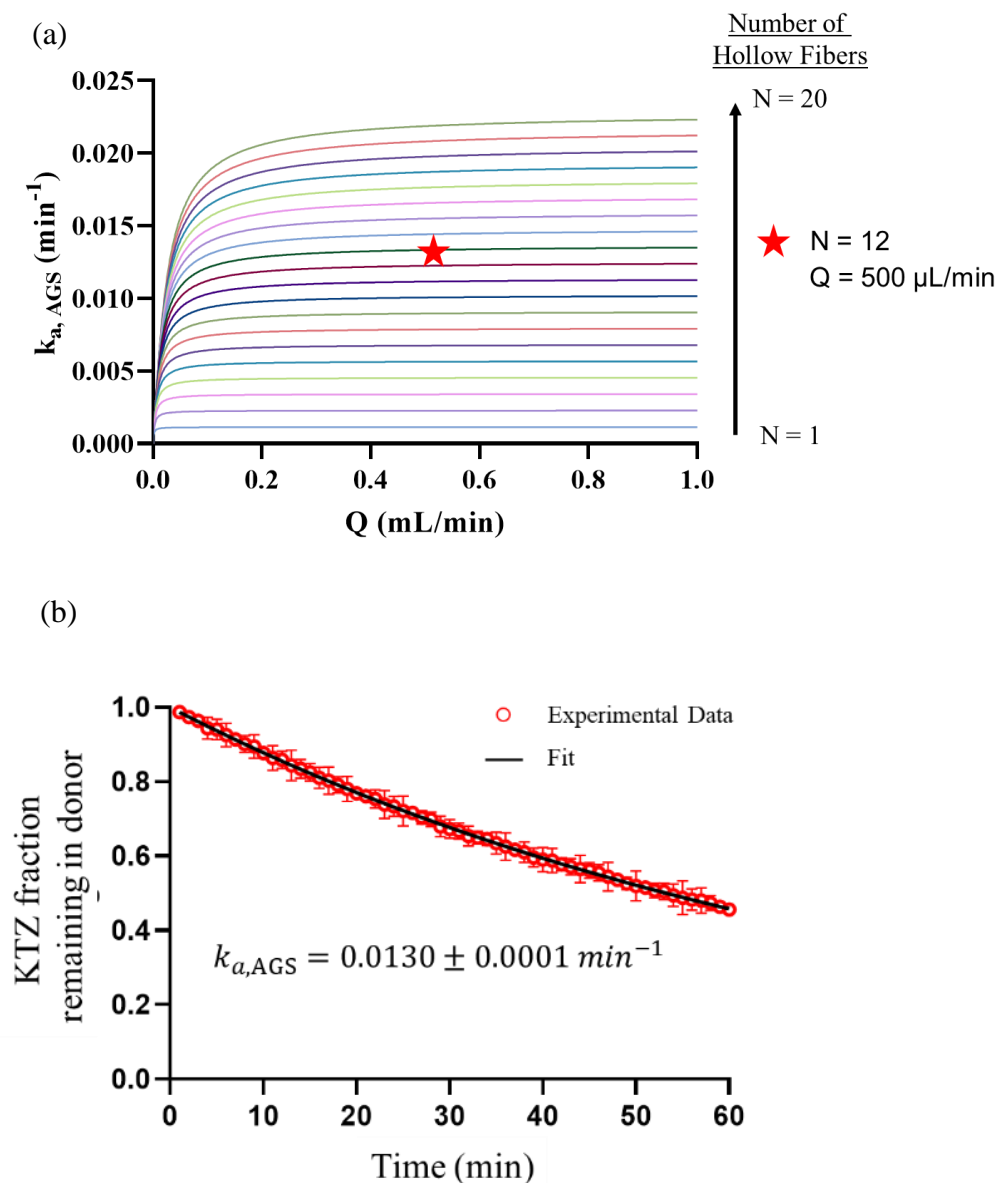 (a)
Number of
Hollow Fibers
N = 20
0.025
0.020
0.015
0.010
0.005
0.000
k_a, AGS (min⁻¹)
0.0 0.2 0.4 0.6 0.8 1.0
Q (mL/min)
N = 12
Q = 500 µL/min
N = 1
(b)
1.0
0.8
0.6
0.4
0.2
0.0
KTZ fraction
remaining in donor
Experimental Data
Fit
k_a,AGS = 0.0130 ± 0.0001 min⁻¹
0 10 20 30 40 50 60
Time (min)